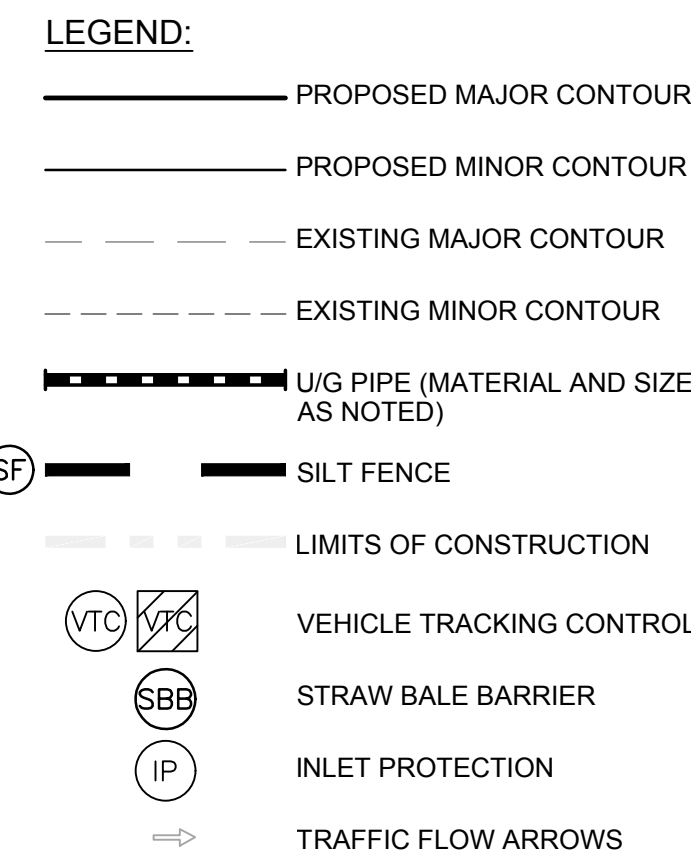 LEGEND:
PROPOSED MAJOR CONTOUR
PROPOSED MINOR CONTOUR
EXISTING MAJOR CONTOUR
EXISTING MINOR CONTOUR
U/G PIPE (MATERIAL AND SIZE
AS NOTED)
SF SILT FENCE
LIMITS OF CONSTRUCTION
VTC VTC VEHICLE TRACKING CONTROL
SBB STRAW BALE BARRIER
IP INLET PROTECTION
TRAFFIC FLOW ARROWS